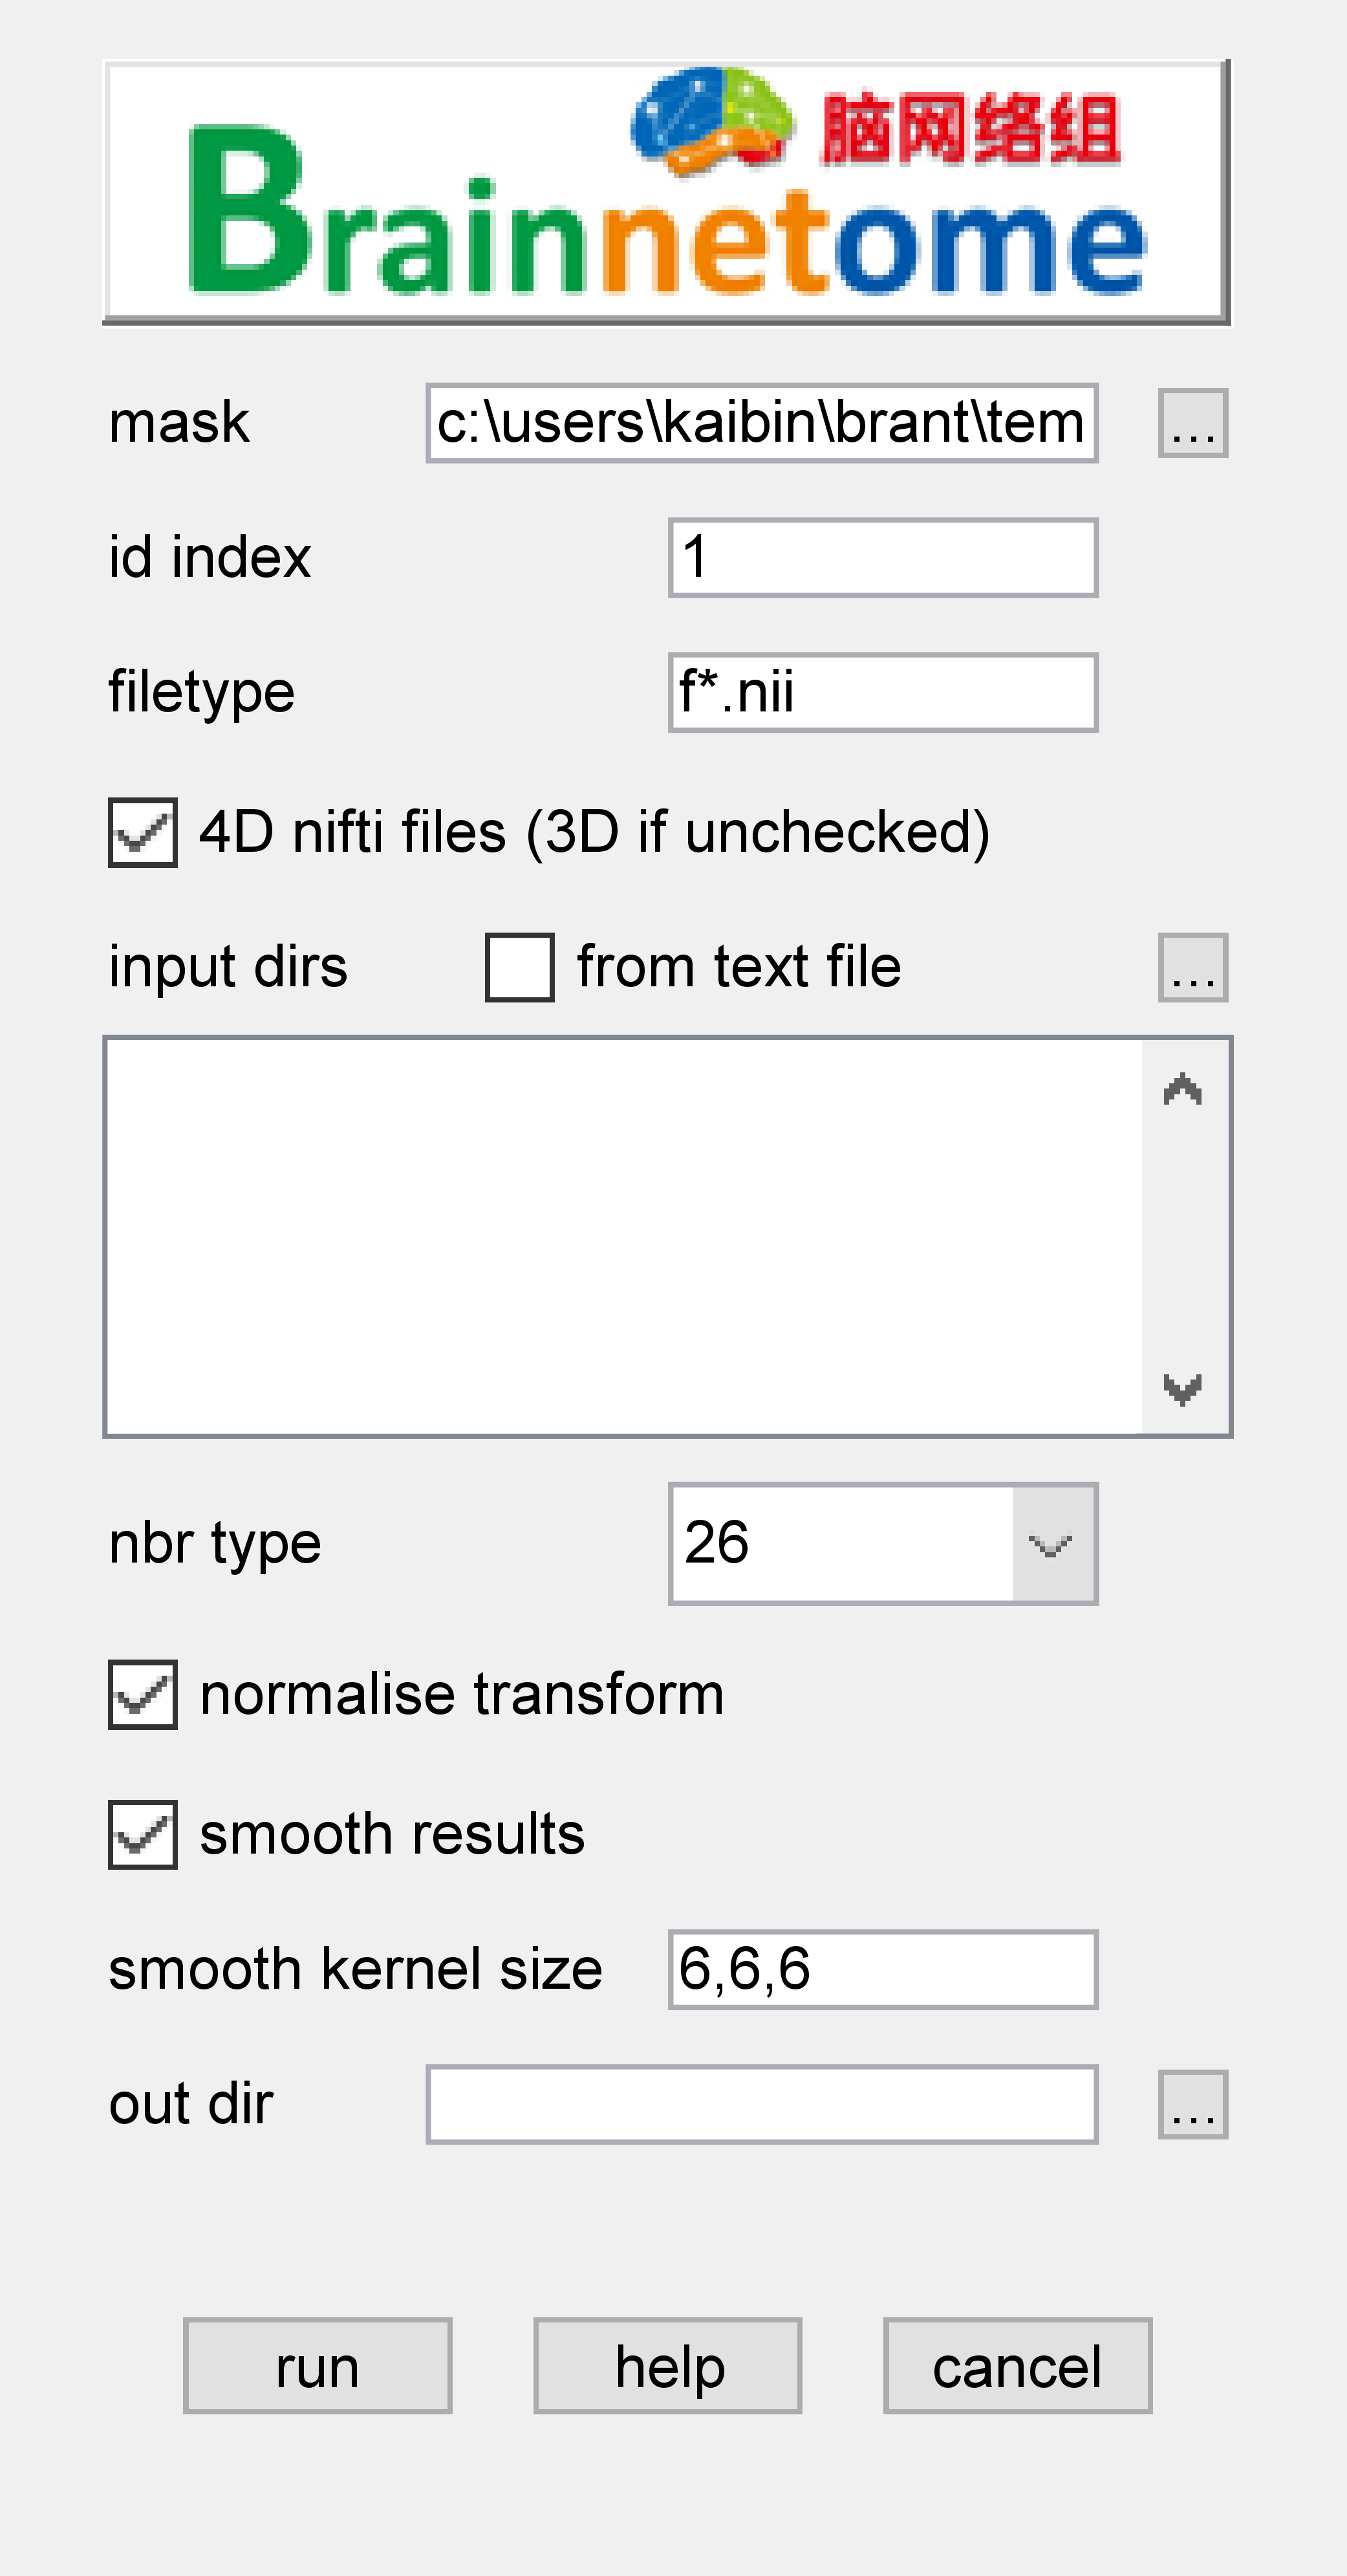 脑网络组
Brainnetome
mask c:\users\kaibin\brant\tem ...
id index 1
filetype f*.nii
4D nifti files (3D if unchecked)
input dirs from text file ...
nbr type 26
normalise transform
smooth results
smooth kernel size 6,6,6
out dir ...
run help cancel